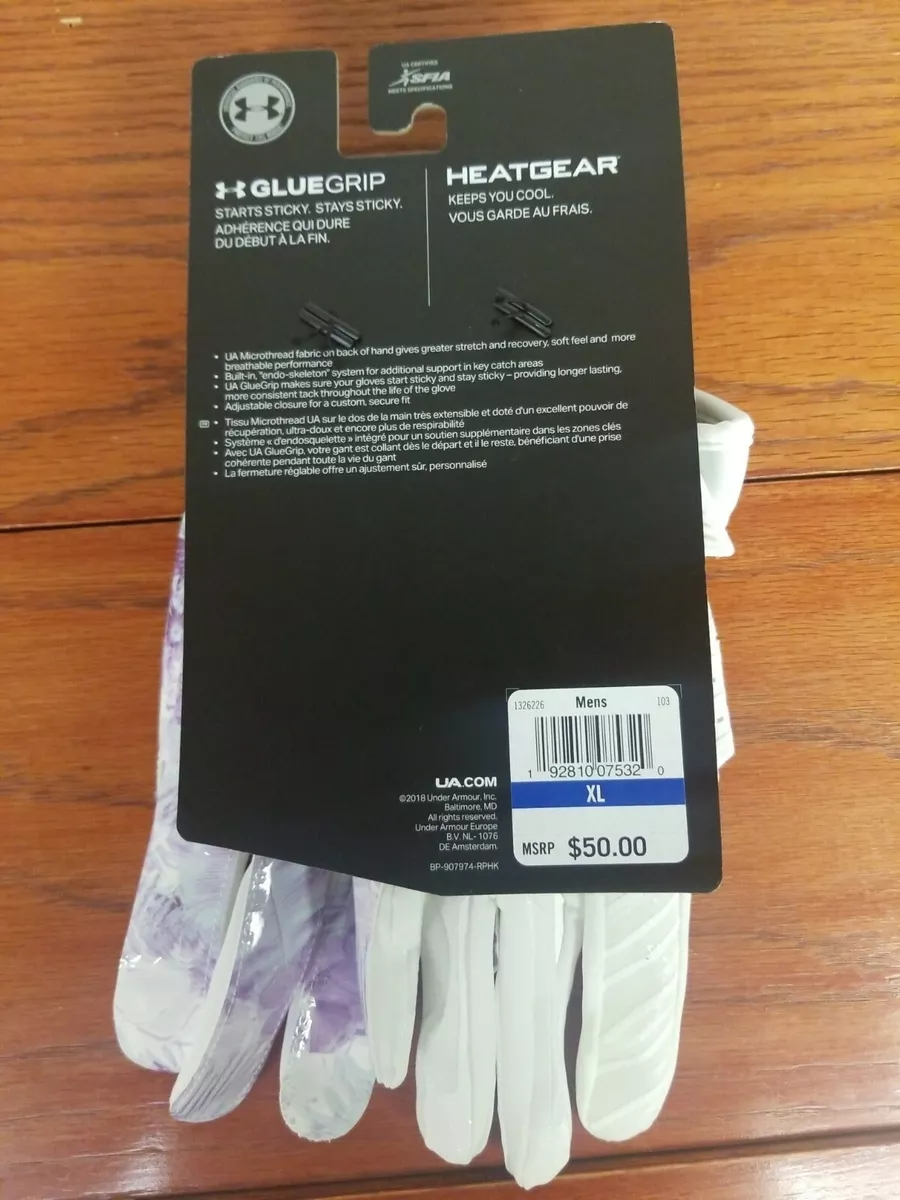 UA CERTIFIED
SFIA
MEETS SPECIFICATIONS
GLUEGRIP
STARTS STICKY. STAYS STICKY.
ADHÉRENCE QUI DURE
DU DÉBUT À LA FIN.
HEATGEAR
KEEPS YOU COOL.
VOUS GARDE AU FRAIS.
• UA Microthread fabric on back of hand gives greater stretch and recovery, soft feel and more
breathable performance
• Built-in, "endo-skeleton" system for additional support in key catch areas
• UA GlueGrip makes sure your gloves start sticky and stay sticky – providing longer lasting,
more consistent tack throughout the life of the glove
• Adjustable closure for a custom, secure fit
• Tissu Microthread UA sur le dos de la main très extensible et doté d'un excellent pouvoir de
récupération, ultra-doux et encore plus de respirabilité
• Système « d'endosquelette » intégré pour un soutien supplémentaire dans les zones clés
• Avec UA GlueGrip, votre gant est collant dès le départ et il le reste, bénéficiant d'une prise
cohérente pendant toute la vie du gant
• La fermeture réglable offre un ajustement sûr, personnalisé
1326226 Mens 103
1 92810 07532 0
XL
MSRP $50.00
UA.COM
©2018 Under Armour, Inc.
Baltimore, MD
All rights reserved.
Under Armour Europe
B.V. NL- 1076
DE Amsterdam.
BP-907974-RPHK